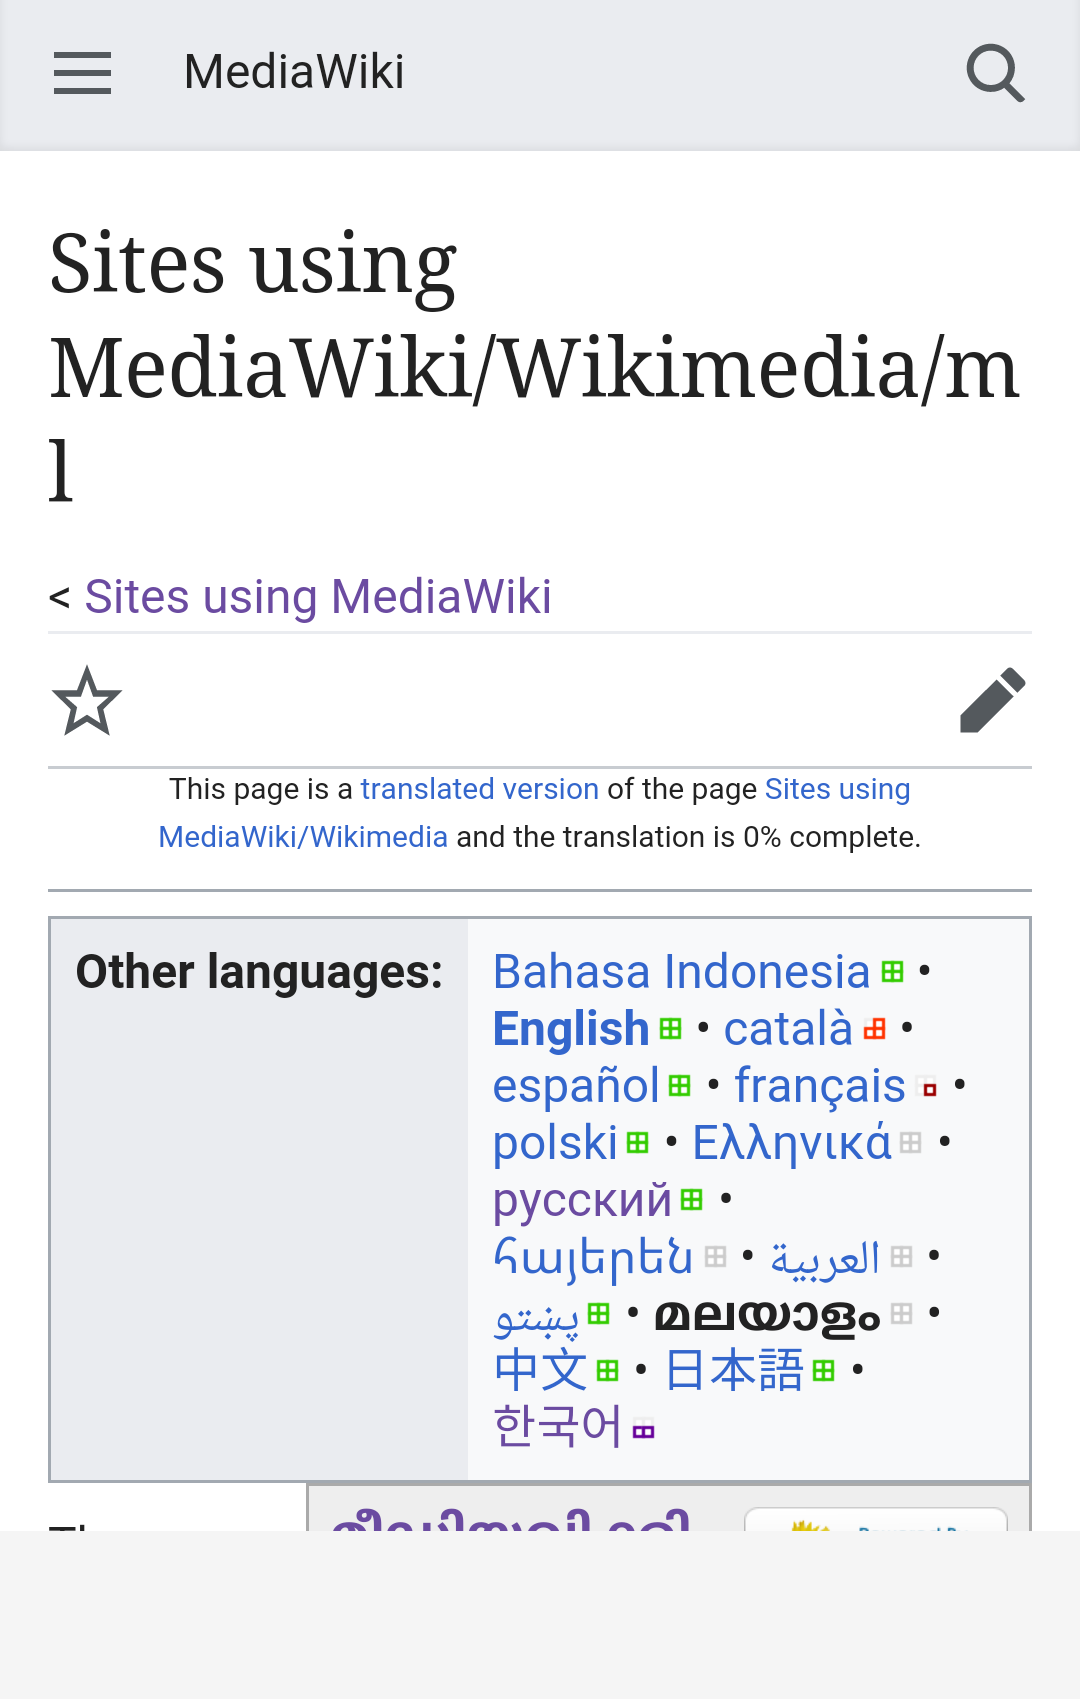 MediaWiki
Sites using
MediaWiki/Wikimedia/m
l
< Sites using MediaWiki
This page is a translated version of the page Sites using
MediaWiki/Wikimedia and the translation is 0% complete.
Other languages:
Bahasa Indonesia •
English • català •
español • français •
polski • Ελληνικά •
русский •
հայերեն • العربية •
پښتو • മലയാളം •
中文 • 日本語 •
한국어